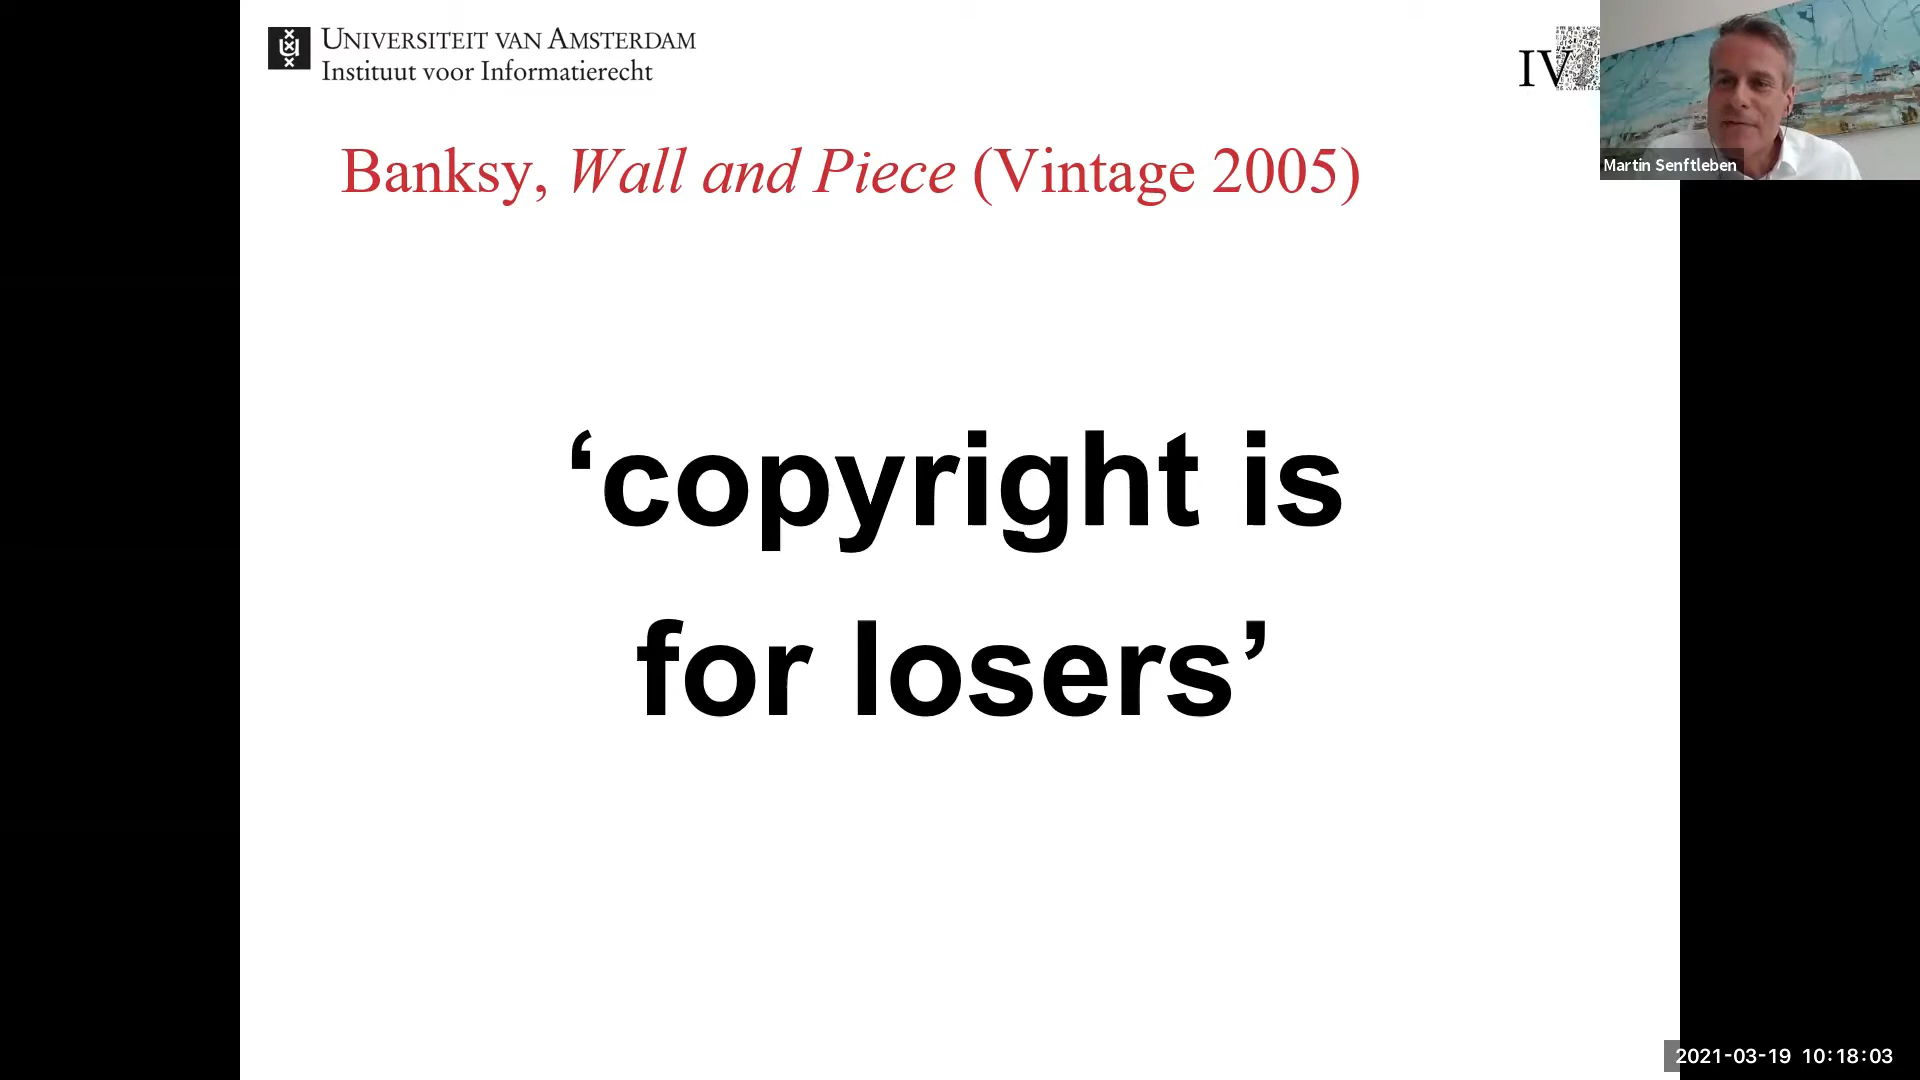 UNIVERSITEIT VAN AMSTERDAM
Instituut voor Informatierecht
IV
Martin Senftleben
Banksy, Wall and Piece (Vintage 2005)
‘copyright is
for losers’
2021-03-19 10:18:03